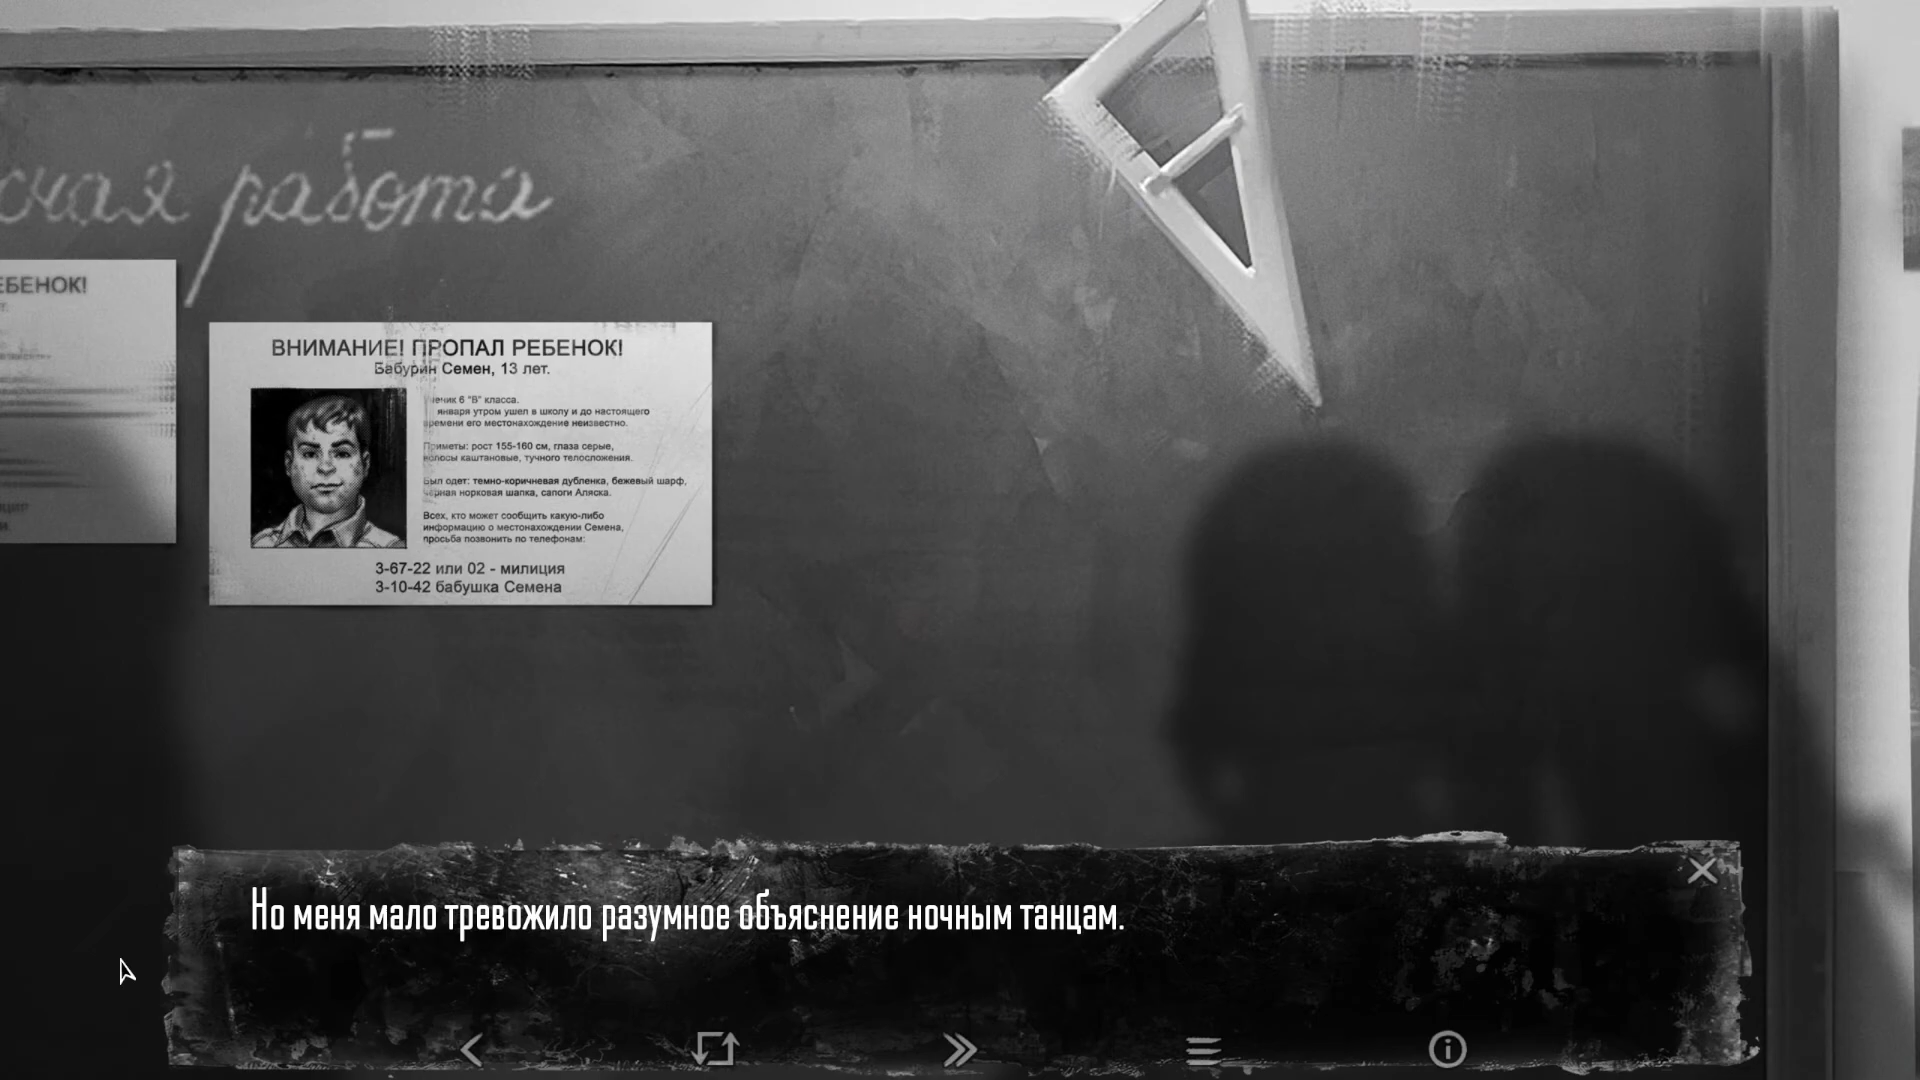 работа
РЕБЕНОК!
ВНИМАНИЕ! ПРОПАЛ РЕБЕНОК!
Бабурин Семен, 13 лет.
6 "В" класса.
января утром ушел в школу и до настоящего
времени его местонахождение неизвестно.
Приметы: рост 155-160 см, глаза серые,
волосы каштановые, тучного телосложения.
Был одет: темно-коричневая дубленка, бежевый шарф,
черная норковая шапка, сапоги Аляска.
Всех, кто может сообщить какую-либо
информацию о местонахождении Семена,
просьба позвонить по телефонам:
3-67-22 или 02 - милиция
3-10-42 бабушка Семена
Но меня мало тревожило разумное объяснение ночным танцам.